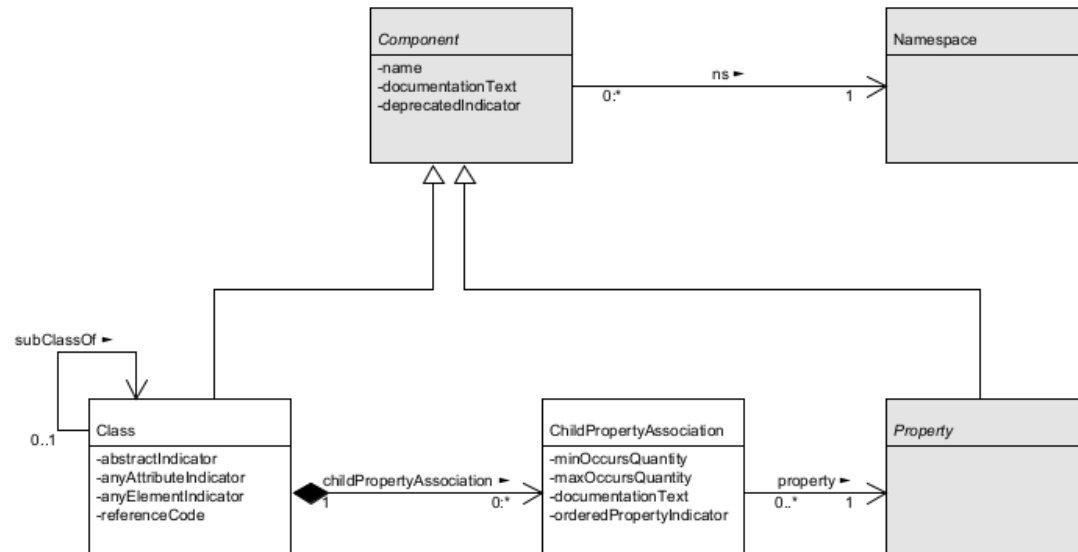 Component
-name
-documentationText
-deprecatedIndicator
Namespace
ns ►
0:*
1
subClassOf ►
0..1
Class
-abstractIndicator
-anyAttributeIndicator
-anyElementIndicator
-referenceCode
childPropertyAssociation ►
1
0:*
ChildPropertyAssociation
-minOccursQuantity
-maxOccursQuantity
-documentationText
-orderedPropertyIndicator
property ►
0..*
1
Property